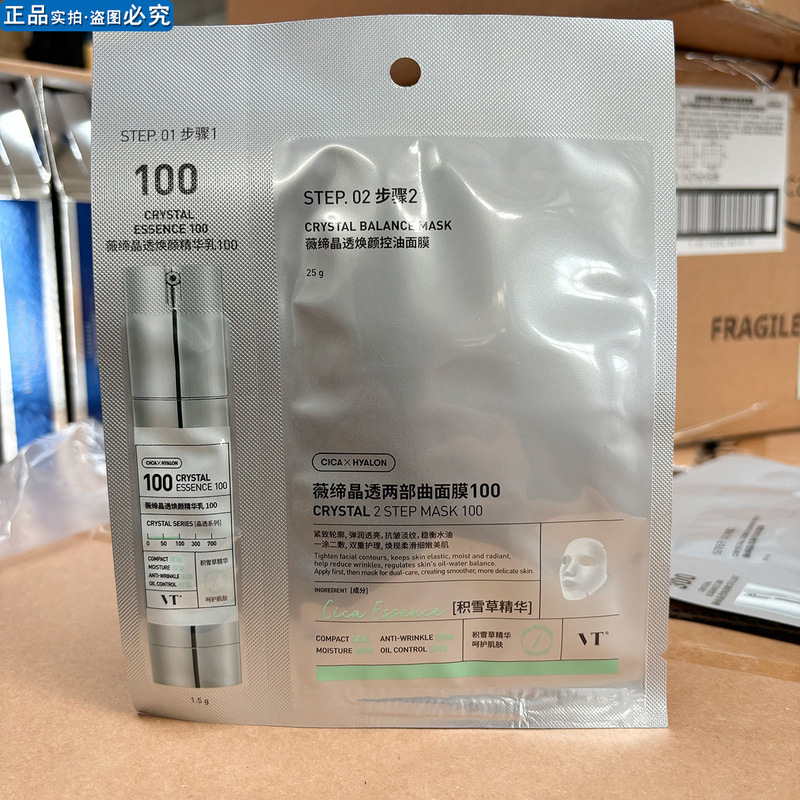 正品实拍·盗图必究
STEP. 01 步骤1
100
CRYSTAL
ESSENCE 100
薇缔晶透焕颜精华乳100
CICA × HYALON
100 CRYSTAL
ESSENCE 100
薇缔晶透焕颜精华乳 100
CRYSTAL SERIES [晶透系列]
0 50 100 300 700
COMPACT
MOISTURE
ANTI-WRINKLE
OIL CONTROL
积雪草精华
呵护肌肤
VT
1.5 g
STEP. 02 步骤2
CRYSTAL BALANCE MASK
薇缔晶透焕颜控油面膜
25 g
CICA × HYALON
薇缔晶透两部曲面膜100
CRYSTAL 2 STEP MASK 100
紧致轮廓, 弹润透亮, 抗皱淡纹, 稳衡水油
一涂二敷, 双重护理, 焕现柔滑细嫩美肌
Tighten facial contours, keeps skin elastic, moist and radiant,
help reduce wrinkles, regulates skin's oil-water balance.
Apply first, then mask for dual-care, creating smoother, more delicate skin.
INGREDIENT [成分]
Cica Essence [积雪草精华]
COMPACT ANTI-WRINKLE
MOISTURE OIL CONTROL
积雪草精华
呵护肌肤
VT
FRAGILE
STEP.